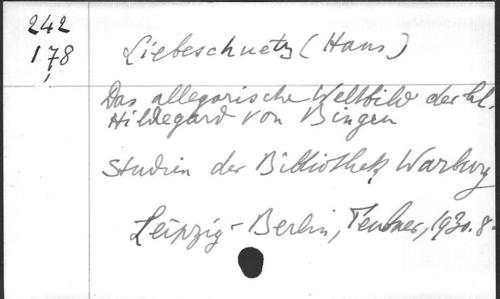 242
178
Liebeschuetz (Hans)
Das allegorische Weltbild der hl.
Hildegard von Bingen
Studien der Bibliothek Warburg
Leipzig-Berlin, Teubner, 1930. 8-